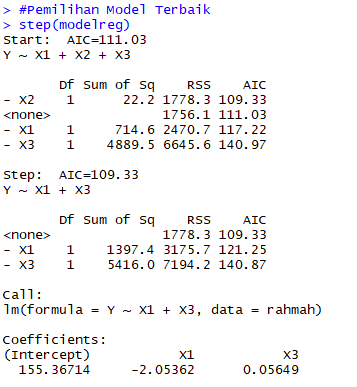 > #Pemilihan Model Terbaik
> step(modelreg)
Start:  AIC=111.03
Y ~ X1 + X2 + X3

       Df Sum of Sq    RSS    AIC
- X2    1      22.2 1778.3 109.33
<none>              1756.1 111.03
- X1    1     714.6 2470.7 117.22
- X3    1    4889.5 6645.6 140.97

Step:  AIC=109.33
Y ~ X1 + X3

       Df Sum of Sq    RSS    AIC
<none>              1778.3 109.33
- X1    1    1397.4 3175.7 121.25
- X3    1    5416.0 7194.2 140.87

Call:
lm(formula = Y ~ X1 + X3, data = rahmah)

Coefficients:
(Intercept)           X1           X3
  155.36714     -2.05362      0.05649